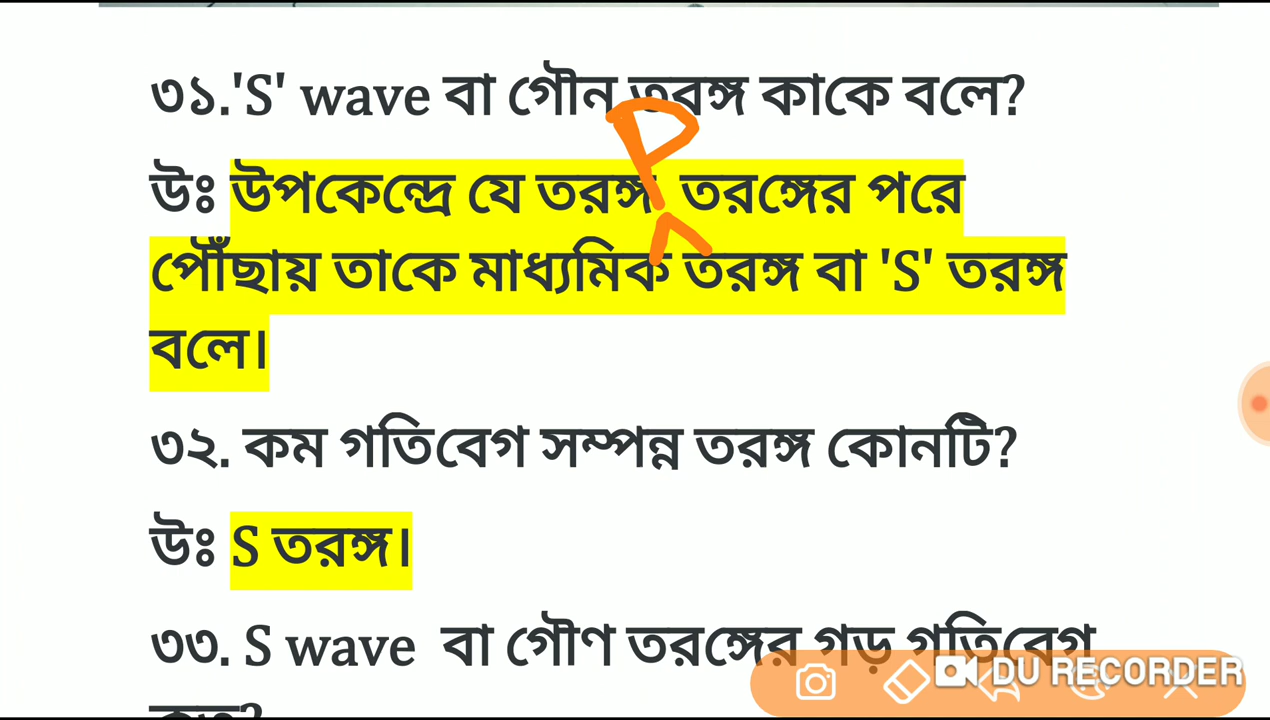 ৩১.'S' wave বা গৌন তরঙ্গ কাকে বলে?
P
উঃ উপকেন্দ্রে যে তরঙ্গ তরঙ্গের পরে
পৌঁছায় তাকে মাধ্যমিক তরঙ্গ বা 'S' তরঙ্গ
বলে।
৩২. কম গতিবেগ সম্পন্ন তরঙ্গ কোনটি?
উঃ S তরঙ্গ।
৩৩. S wave বা গৌণ তরঙ্গের গড় গতিবেগ
DU RECORDER